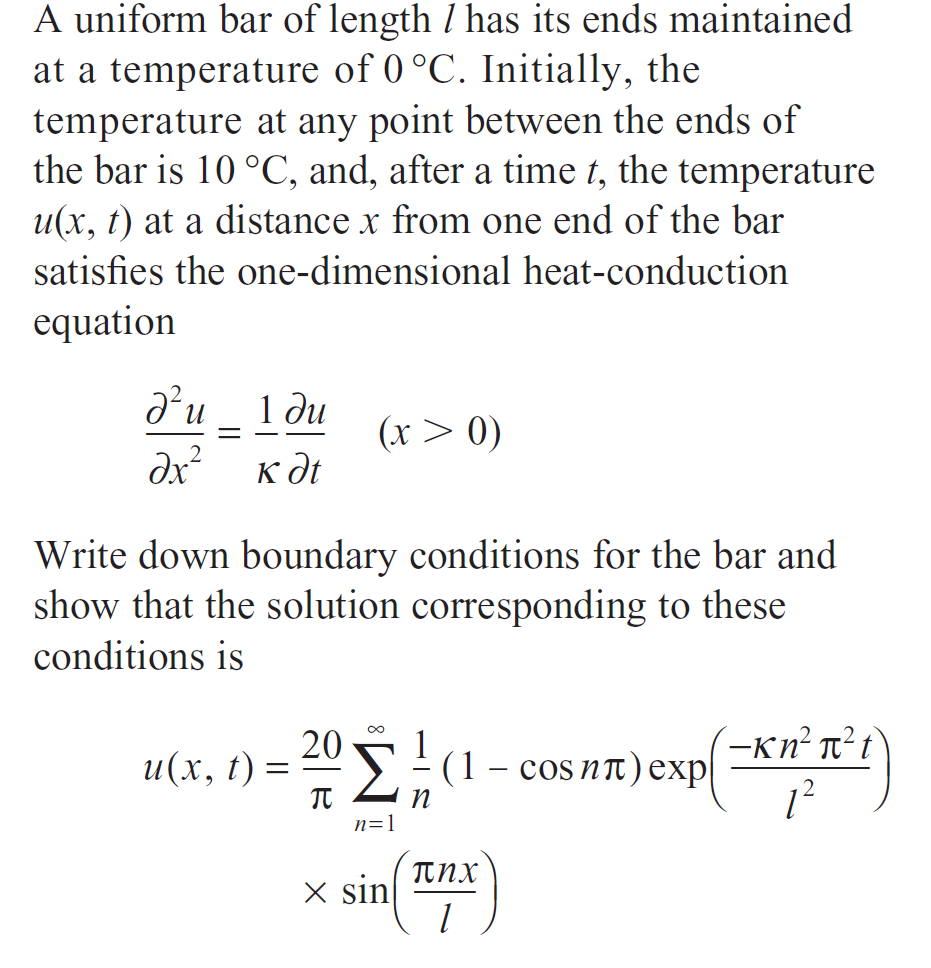 A uniform bar of length l has its ends maintained
at a temperature of 0 °C. Initially, the
temperature at any point between the ends of
the bar is 10 °C, and, after a time t, the temperature
u(x, t) at a distance x from one end of the bar
satisfies the one-dimensional heat-conduction
equation
∂²u/∂x² = 1/κ ∂u/∂t (x > 0)
Write down boundary conditions for the bar and
show that the solution corresponding to these
conditions is
u(x, t) = 20/π ∑_{n=1}^{∞} 1/n (1 – cos nπ) exp(–κn²π²t/l²)
× sin(πnx/l)